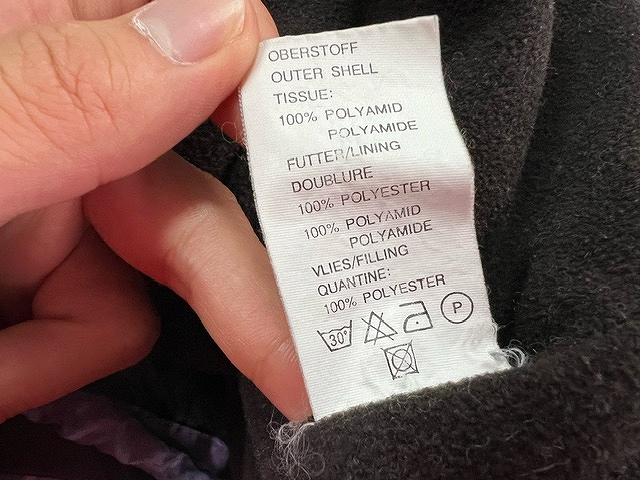 OBERSTOFF
OUTER SHELL
TISSUE:
100% POLYAMID
POLYAMIDE
FUTTER/LINING
DOUBLURE
100% POLYESTER
100% POLYAMID
POLYAMIDE
VLIES/FILLING
QUANTINE:
100% POLYESTER
30° P